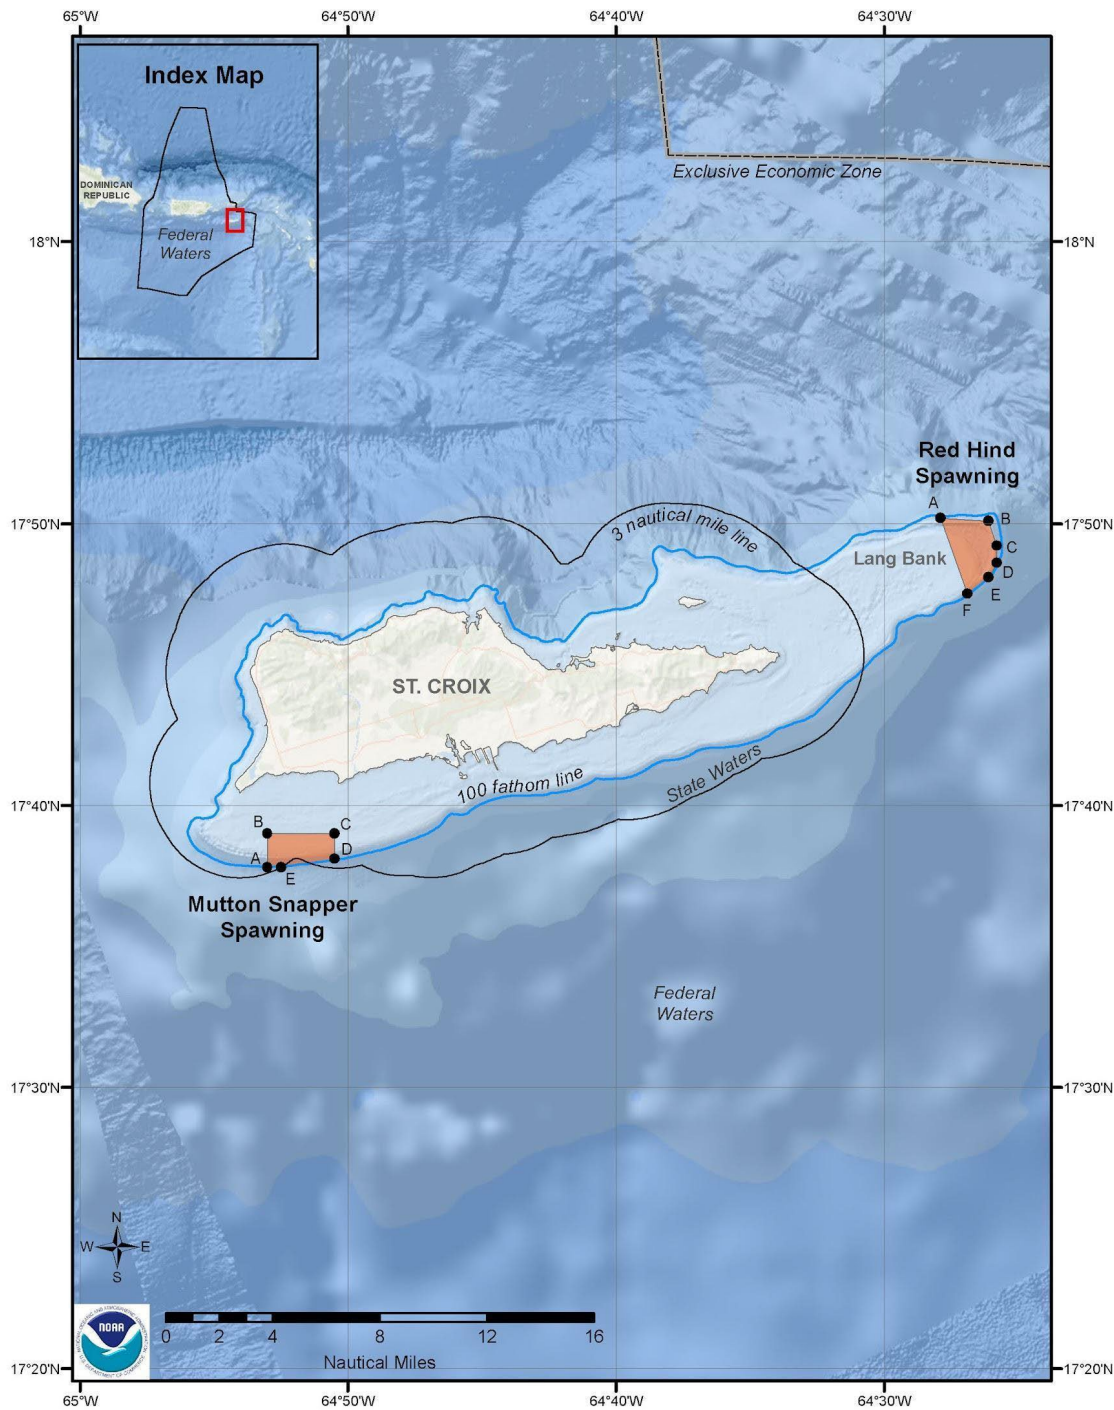 65°W
64°50'W
64°40'W
64°30'W
Index Map
DOMINICAN
REPUBLIC
Federal
Waters
Exclusive Economic Zone
18°N
18°N
Red Hind
Spawning
A
B
C
D
E
F
17°50'N
17°50'N
3 nautical mile line
Lang Bank
ST. CROIX
100 fathom line
State Waters
17°40'N
17°40'N
B
C
A
D
E
Mutton Snapper
Spawning
Federal
Waters
17°30'N
17°30'N
N
W
E
S
NOAA
0
2
4
8
12
16
Nautical Miles
17°20'N
17°20'N
65°W
64°50'W
64°40'W
64°30'W